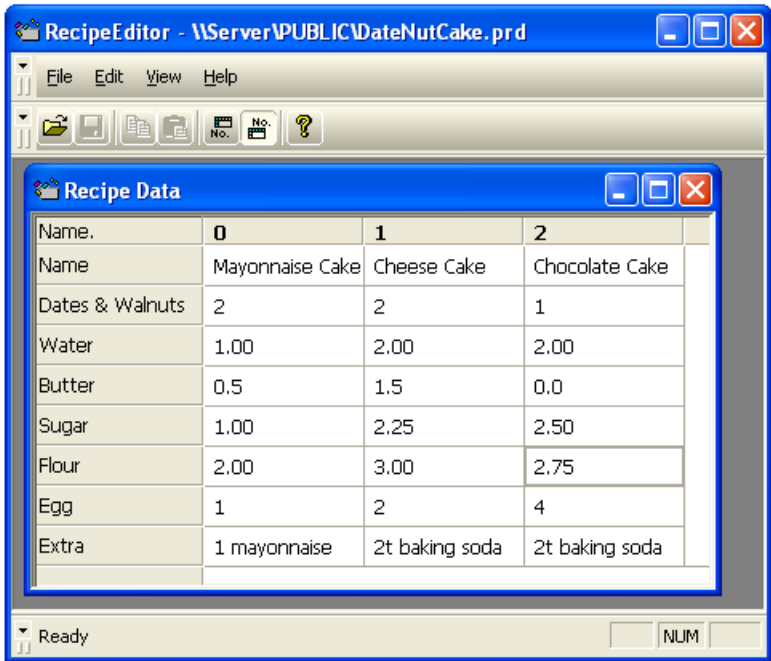 RecipeEditor - \\Server\PUBLIC\DateNutCake.prd
File Edit View Help
No. No. ?
Recipe Data
Name. 0 1 2
Name Mayonnaise Cake Cheese Cake Chocolate Cake
Dates & Walnuts 2 2 1
Water 1.00 2.00 2.00
Butter 0.5 1.5 0.0
Sugar 1.00 2.25 2.50
Flour 2.00 3.00 2.75
Egg 1 2 4
Extra 1 mayonnaise 2t baking soda 2t baking soda
Ready NUM